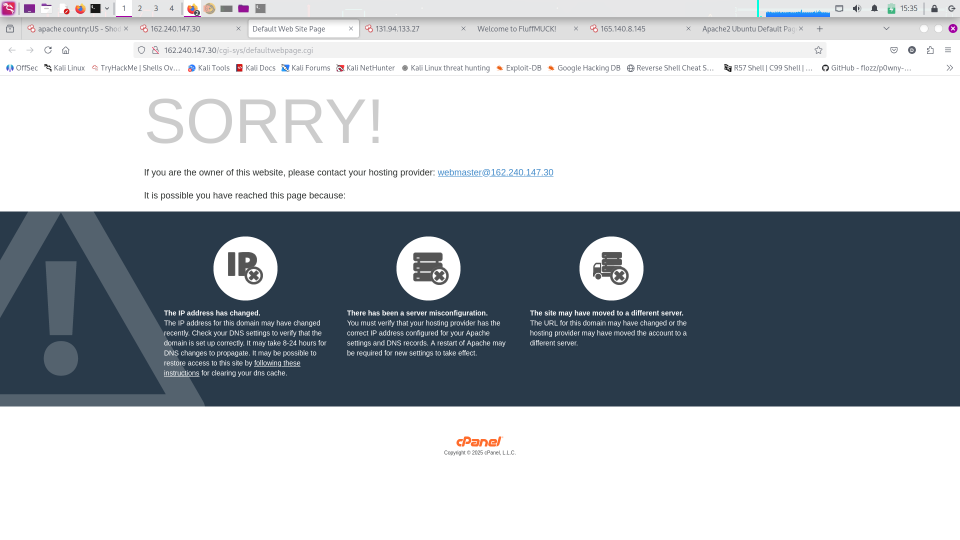 1 2 3 4 15:35
apache country:US - Shod
162.240.147.30
Default Web Site Page
131.94.133.27
Welcome to FluffMUCK!
165.140.8.145
Apache2 Ubuntu Default Pag
162.240.147.30/cgi-sys/defaultwebpage.cgi
OffSec Kali Linux TryHackMe | Shells Ov… Kali Tools Kali Docs Kali Forums Kali NetHunter Kali Linux threat hunting Exploit-DB Google Hacking DB Reverse Shell Cheat S… R57 Shell | C99 Shell | … GitHub - flozz/p0wny-…
SORRY!
If you are the owner of this website, please contact your hosting provider: webmaster@162.240.147.30
It is possible you have reached this page because:
IP
The IP address has changed.
The IP address for this domain may have changed
recently. Check your DNS settings to verify that the
domain is set up correctly. It may take 8-24 hours for
DNS changes to propagate. It may be possible to
restore access to this site by following these
instructions for clearing your dns cache.
There has been a server misconfiguration.
You must verify that your hosting provider has the
correct IP address configured for your Apache
settings and DNS records. A restart of Apache may
be required for new settings to take effect.
The site may have moved to a different server.
The URL for this domain may have changed or the
hosting provider may have moved the account to a
different server.
cPanel
Copyright © 2025 cPanel, L.L.C.